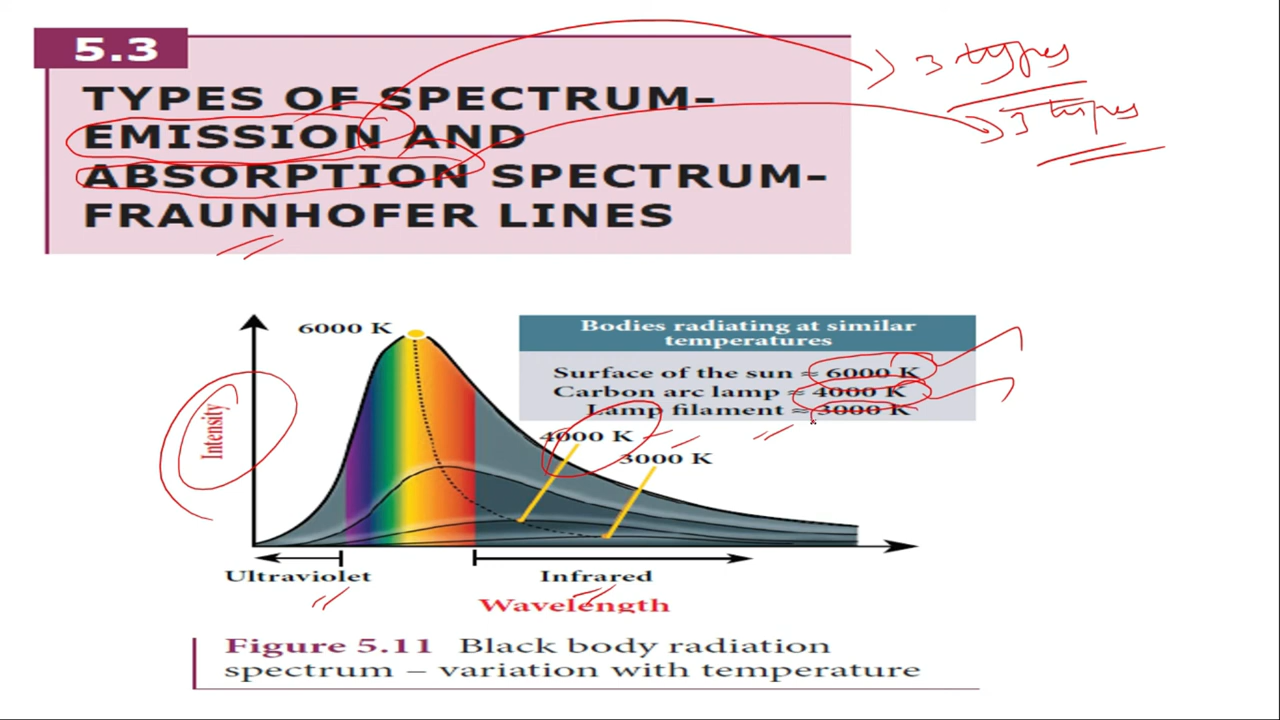 5.3
TYPES OF SPECTRUM-
EMISSION AND
ABSORPTION SPECTRUM-
FRAUNHOFER LINES
3 types
3 types
6000 K
Bodies radiating at similar
temperatures
Surface of the sun ≈ 6000 K
Carbon arc lamp ≈ 4000 K
Lamp filament ≈ 3000 K
4000 K
3000 K
Intensity
Ultraviolet
Infrared
Wavelength
Figure 5.11 Black body radiation
spectrum – variation with temperature